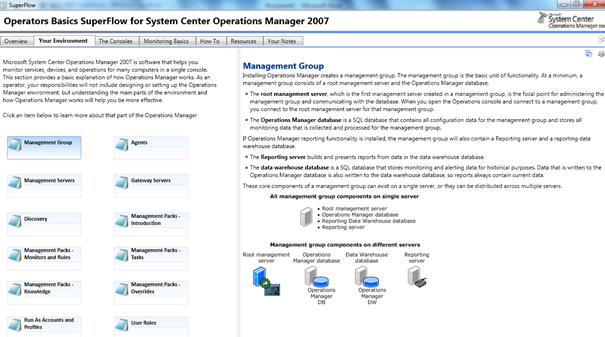 SuperFlow
Operators Basics SuperFlow for System Center Operations Manager 2007
Microsoft
System Center
Operations Manager 2007
Overview
Your Environment
The Consoles
Monitoring Basics
How To
Resources
Your Notes
Microsoft System Center Operations Manager 2007 is software that helps you
monitor services, devices, and operations for many computers in a single console.
This section provides a basic explanation of how Operations Manager works. As an
operator, your responsibilities will not include designing or setting up the Operations
Manager environment, but understanding the main parts of the environment and
how Operations Manager works will help you be more effective.
Click an item below to learn more about that part of the Operations Manager
Management Group
Agents
Management Servers
Gateway Servers
Discovery
Management Packs -
Introduction
Management Packs -
Monitors and Rules
Management Packs -
Tasks
Management Packs -
Knowledge
Management Packs -
Overrides
Run As Accounts and
Profiles
User Roles
Management Group
Installing Operations Manager creates a management group. The management group is the basic unit of functionality. At a minimum, a
management group consists of a root management server and the Operations Manager database.
• The root management server, which is the first management server created in a management group, is the focal point for administering the
management group and communicating with the database. When you open the Operations console and connect to a management group,
you connect to the root management server for that management group.
• The Operations Manager database is a SQL database that contains all configuration data for the management group and stores all
monitoring data that is collected and processed for the management group.
If Operations Manager reporting functionality is installed, the management group will also contain a Reporting server and a reporting data
warehouse database.
• The Reporting server builds and presents reports from data in the data warehouse database.
• The data warehouse database is a SQL database that stores monitoring and alerting data for historical purposes. Data that is written to the
Operations Manager database is also written to the data warehouse database, so reports always contain current data.
These core components of a management group can exist on a single server, or they can be distributed across multiple servers.
All management group components on single server
• Root management server
• Operations Manager database
• Reporting Data Warehouse database
• Reporting server
Management group components on different servers
Root management
server
Operations
Manager database
Data Warehouse
database
Reporting
server
Operations
Manager
DB
Operations
Manager
DW